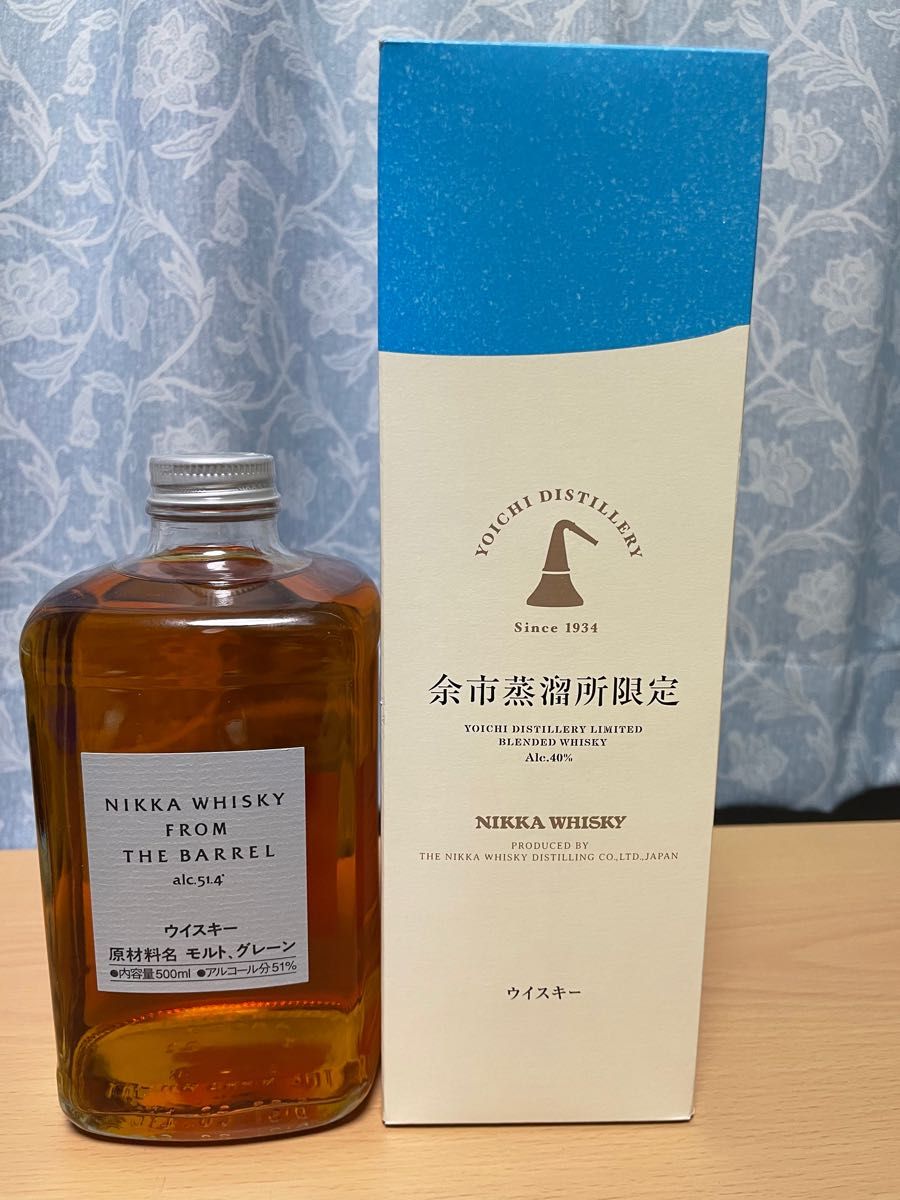 NIKKA WHISKY
FROM
THE BARREL
alc.51.4°
ウイスキー
原材料名 モルト、グレーン
●内容量500ml ●アルコール分51%
YOICHI DISTILLERY
Since 1934
余市蒸溜所限定
YOICHI DISTILLERY LIMITED
BLENDED WHISKY
Alc.40%
NIKKA WHISKY
PRODUCED BY
THE NIKKA WHISKY DISTILLING CO.,LTD.,JAPAN
ウイスキー